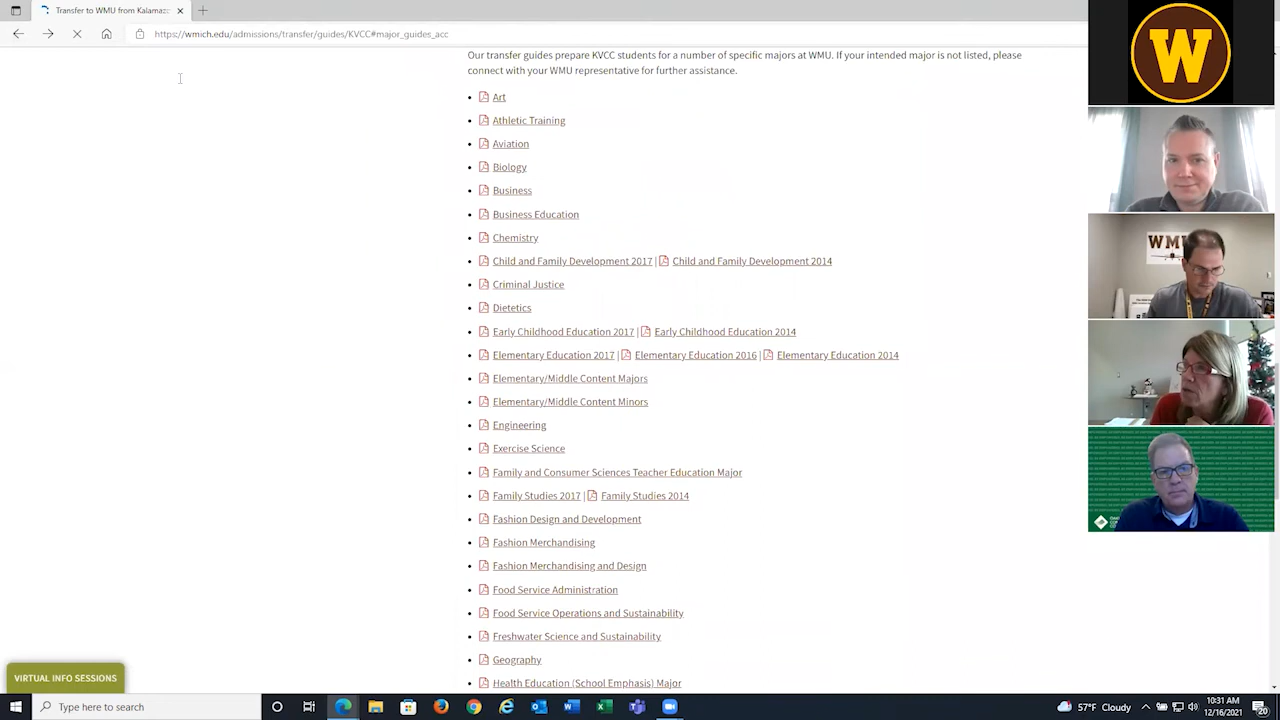 Transfer to WMU from Kalamazo
https://wmich.edu/admissions/transfer/guides/KVCC#major_guides_acc
Our transfer guides prepare KVCC students for a number of specific majors at WMU. If your intended major is not listed, please
connect with your WMU representative for further assistance.
Art
Athletic Training
Aviation
Biology
Business
Business Education
Chemistry
Child and Family Development 2017 | Child and Family Development 2014
Criminal Justice
Dietetics
Early Childhood Education 2017 | Early Childhood Education 2014
Elementary Education 2017 | Elementary Education 2016 | Elementary Education 2014
Elementary/Middle Content Majors
Elementary/Middle Content Minors
Engineering
Exercise Science
Family and Consumer Sciences Teacher Education Major
Family Studies 2017 | Family Studies 2014
Fashion Design and Development
Fashion Merchandising
Fashion Merchandising and Design
Food Service Administration
Food Service Operations and Sustainability
Freshwater Science and Sustainability
Geography
Health Education (School Emphasis) Major
VIRTUAL INFO SESSIONS
W
WMU
Type here to search
57°F Cloudy
10:31 AM
12/16/2021
20